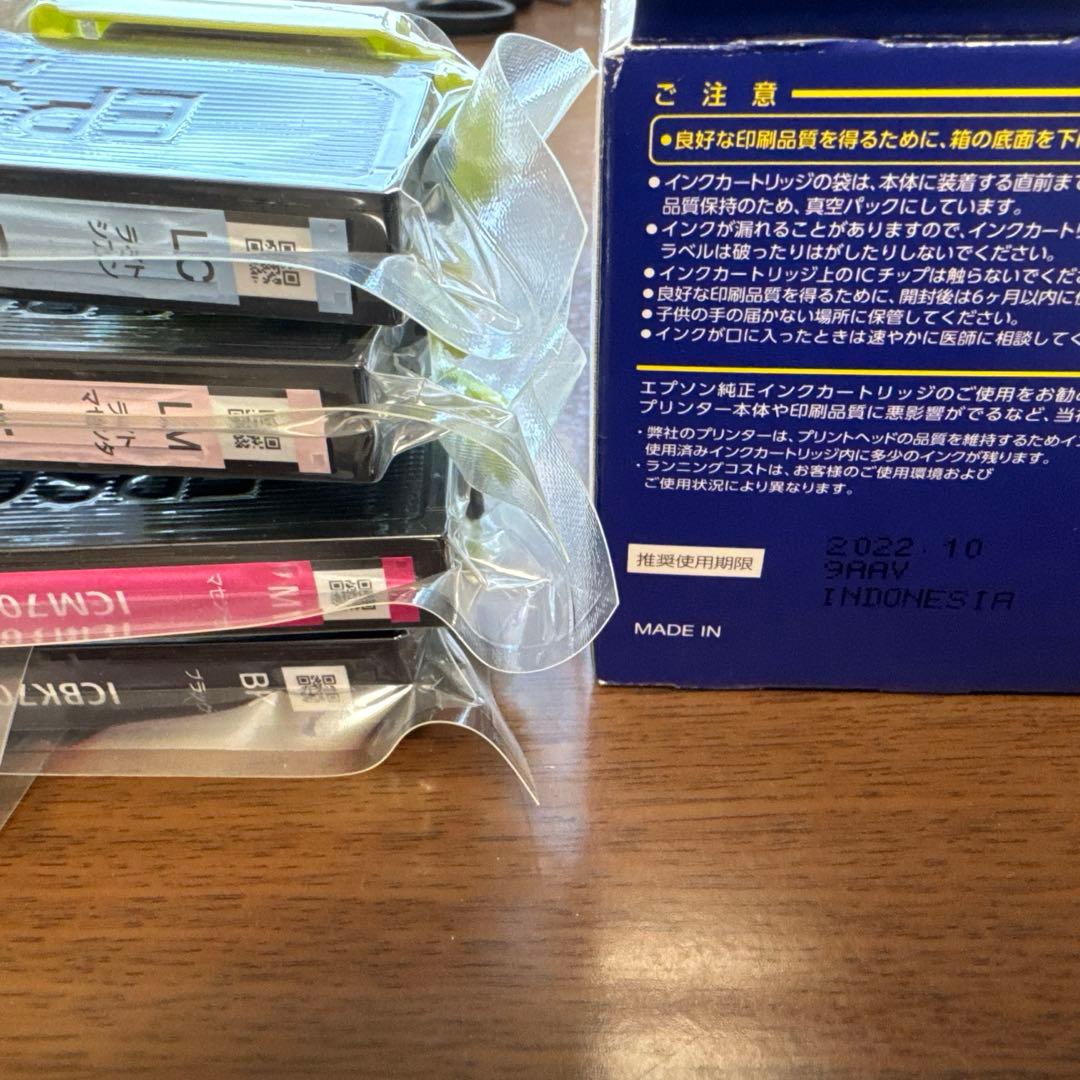 LC
ライト
シアン
LM
ライト
マゼンタ
M
マゼン
ICM70
BK
ブラック
ICBK70
ご注意
●良好な印刷品質を得るために、箱の底面を下
●インクカートリッジの袋は、本体に装着する直前まで
品質保持のため、真空パックにしています。
●インクが漏れることがありますので、インクカート
ラベルは破ったりはがしたりしないでください。
●インクカートリッジ上のICチップは触らないでくだ
●良好な印刷品質を得るために、開封後は6ヶ月以内に
●子供の手の届かない場所に保管してください。
●インクが口に入ったときは速やかに医師に相談して
エプソン純正インクカートリッジのご使用をお勧
プリンター本体や印刷品質に悪影響がでるなど、当
・弊社のプリンターは、プリントヘッドの品質を維持するためイ
使用済みインクカートリッジ内に多少のインクが残ります。
・ランニングコストは、お客様のご使用環境および
ご使用状況により異なります。
推奨使用期限
2022.10
9AAV
INDONESIA
MADE IN